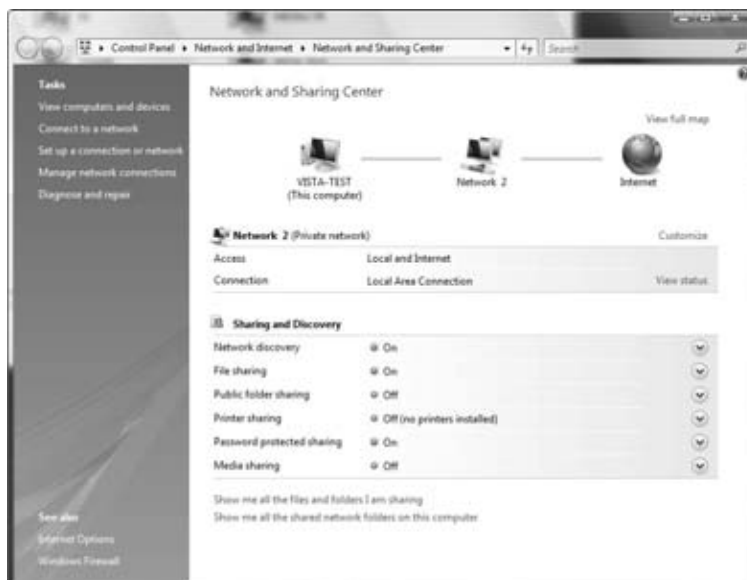 Control Panel ▸ Network and Internet ▸ Network and Sharing Center
Search
Tasks
View computers and devices
Connect to a network
Set up a connection or network
Manage network connections
Diagnose and repair
Network and Sharing Center
View full map
VISTA-TEST
(This computer)
Network 2
Internet
Network 2 (Private network)
Customize
Access Local and Internet
Connection Local Area Connection View status
Sharing and Discovery
Network discovery On
File sharing On
Public folder sharing Off
Printer sharing Off (no printers installed)
Password protected sharing On
Media sharing Off
Show me all the files and folders I am sharing
Show me all the shared network folders on this computer
See also
Internet Options
Windows Firewall